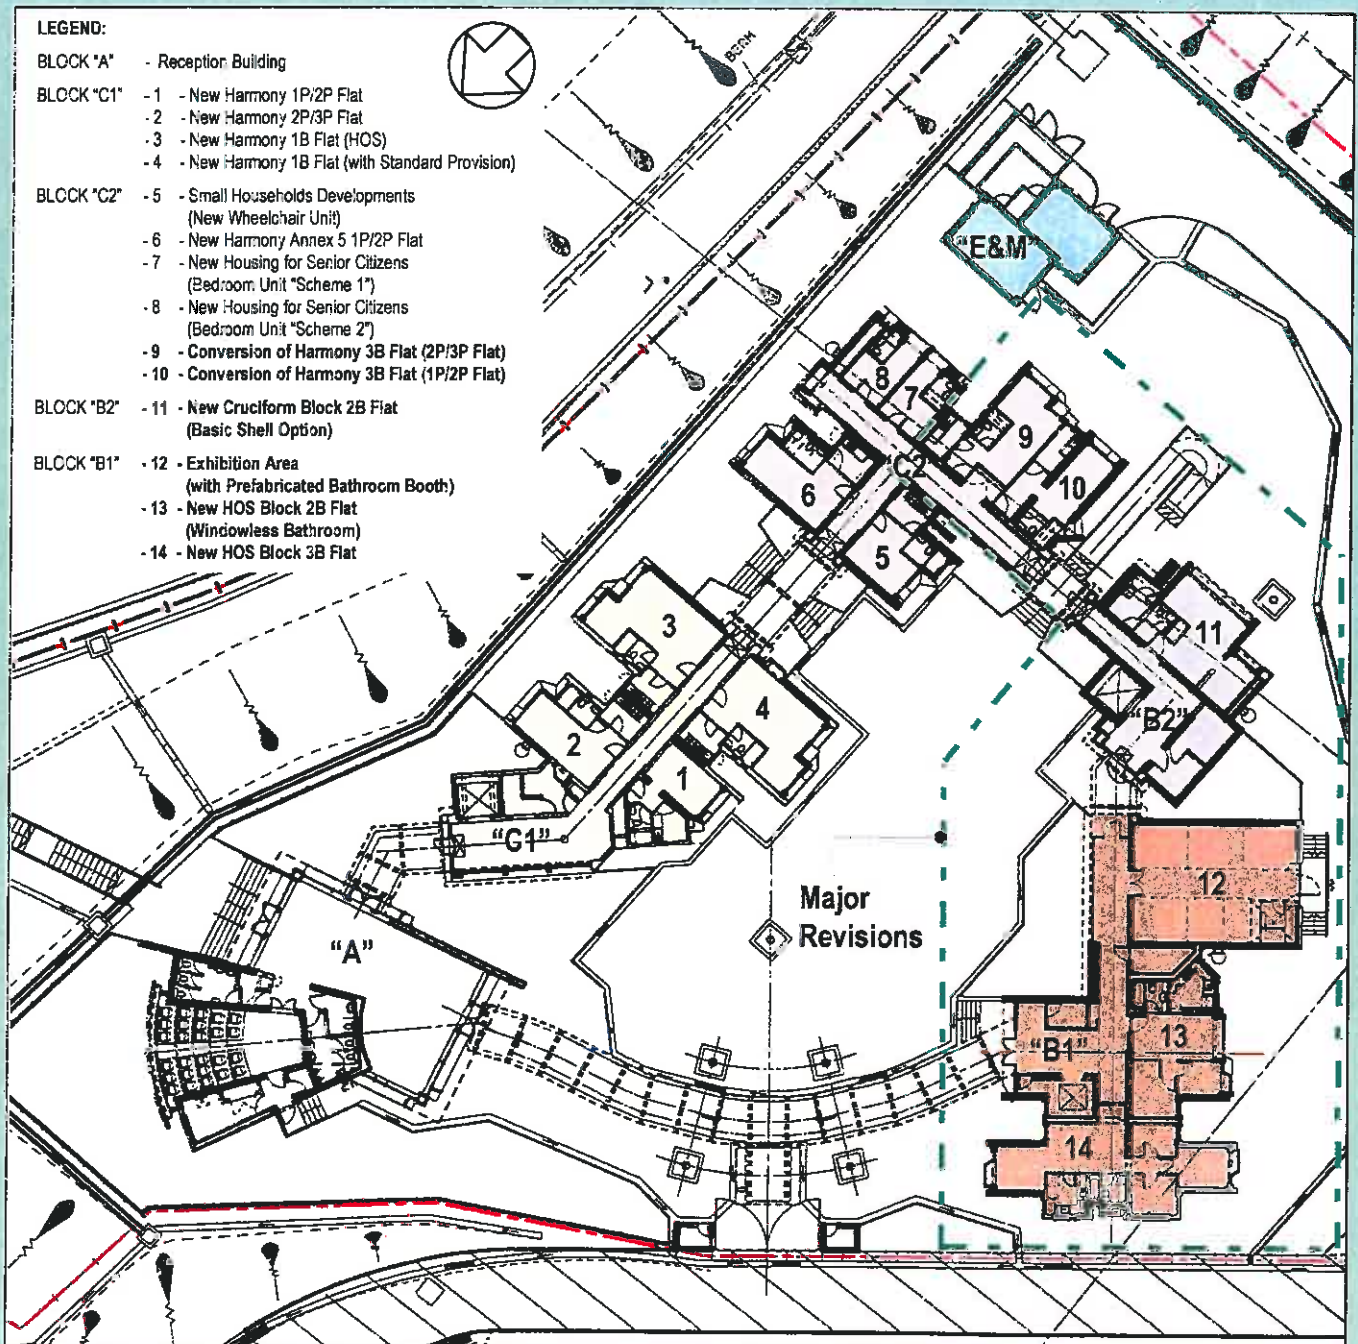 LEGEND:
BLOCK "A" - Reception Building
BLOCK "C1" - 1 - New Harmony 1P/2P Flat
- 2 - New Harmony 2P/3P Flat
- 3 - New Harmony 1B Flat (HOS)
- 4 - New Harmony 1B Flat (with Standard Provision)
BLOCK "C2" - 5 - Small Households Developments
(New Wheelchair Unit)
- 6 - New Harmony Annex 5 1P/2P Flat
- 7 - New Housing for Senior Citizens
(Bedroom Unit "Scheme 1")
- 8 - New Housing for Senior Citizens
(Bedroom Unit "Scheme 2")
- 9 - Conversion of Harmony 3B Flat (2P/3P Flat)
- 10 - Conversion of Harmony 3B Flat (1P/2P Flat)
BLOCK "B2" - 11 - New Cruciform Block 2B Flat
(Basic Shell Option)
BLOCK "B1" - 12 - Exhibition Area
(with Prefabricated Bathroom Booth)
- 13 - New HOS Block 2B Flat
(Windowless Bathroom)
- 14 - New HOS Block 3B Flat
BERM
"E&M"
8
7
9
C2
6
10
5
3
11
4
"B2"
2
1
"C1"
12
Major
Revisions
"A"
"B1"
13
14